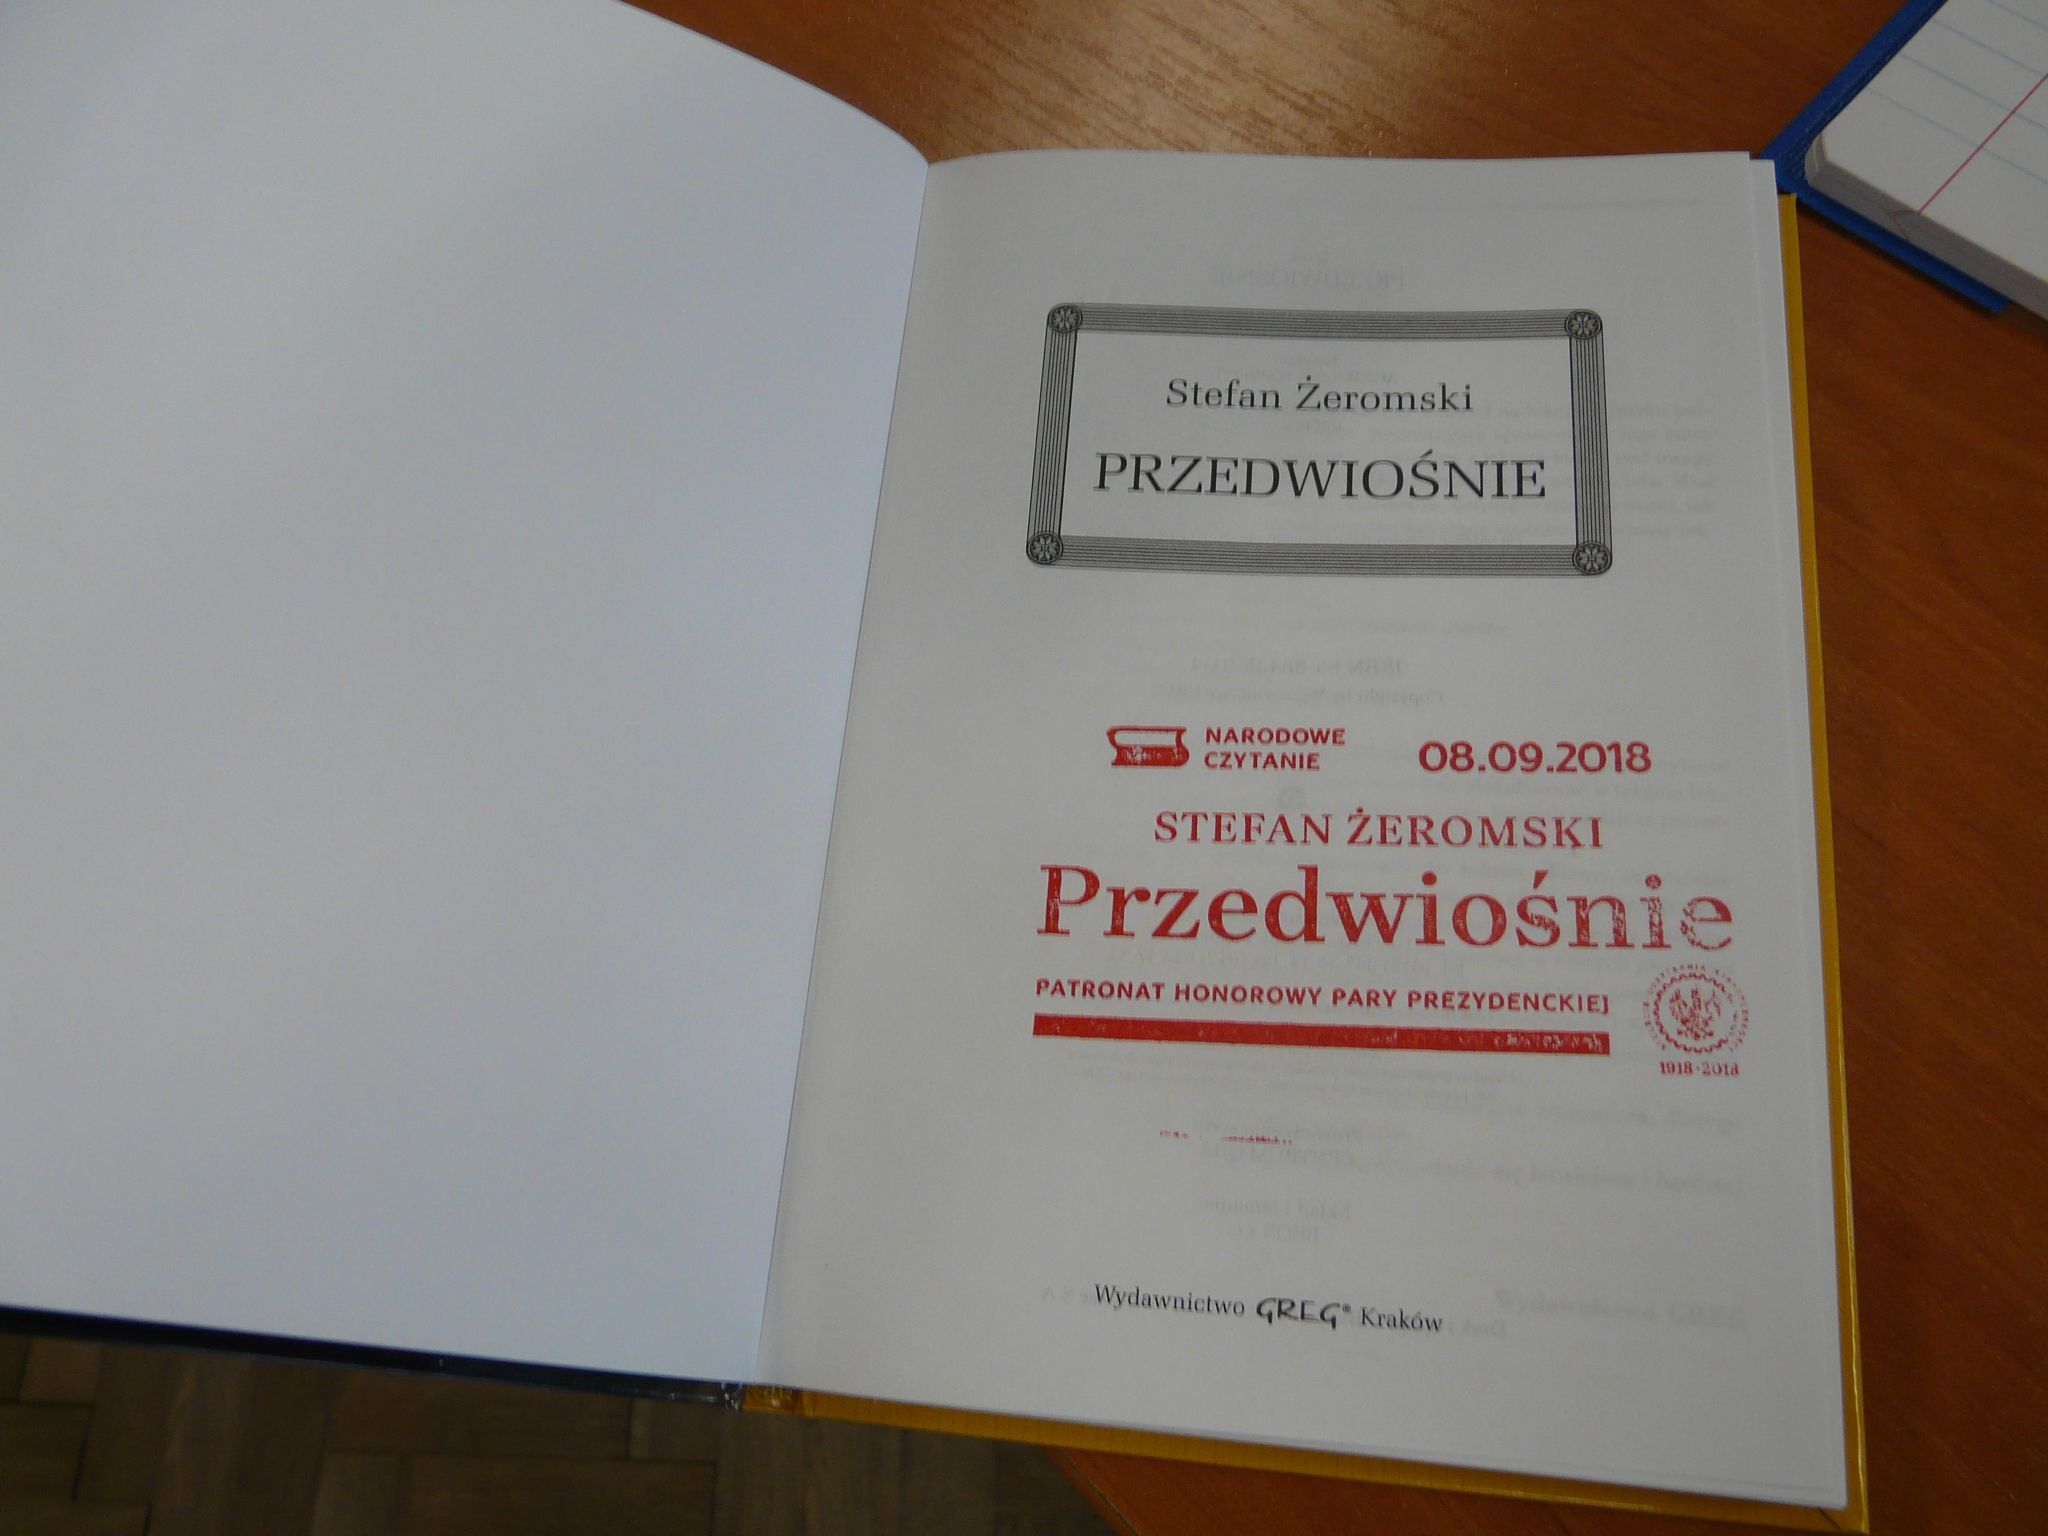 Stefan Żeromski
PRZEDWIOŚNIE
NARODOWE
CZYTANIE
08.09.2018
STEFAN ŻEROMSKI
Przedwiośnie
PATRONAT HONOROWY PARY PREZYDENCKIEJ
1918·2018
Wydawnictwo GREG® Kraków